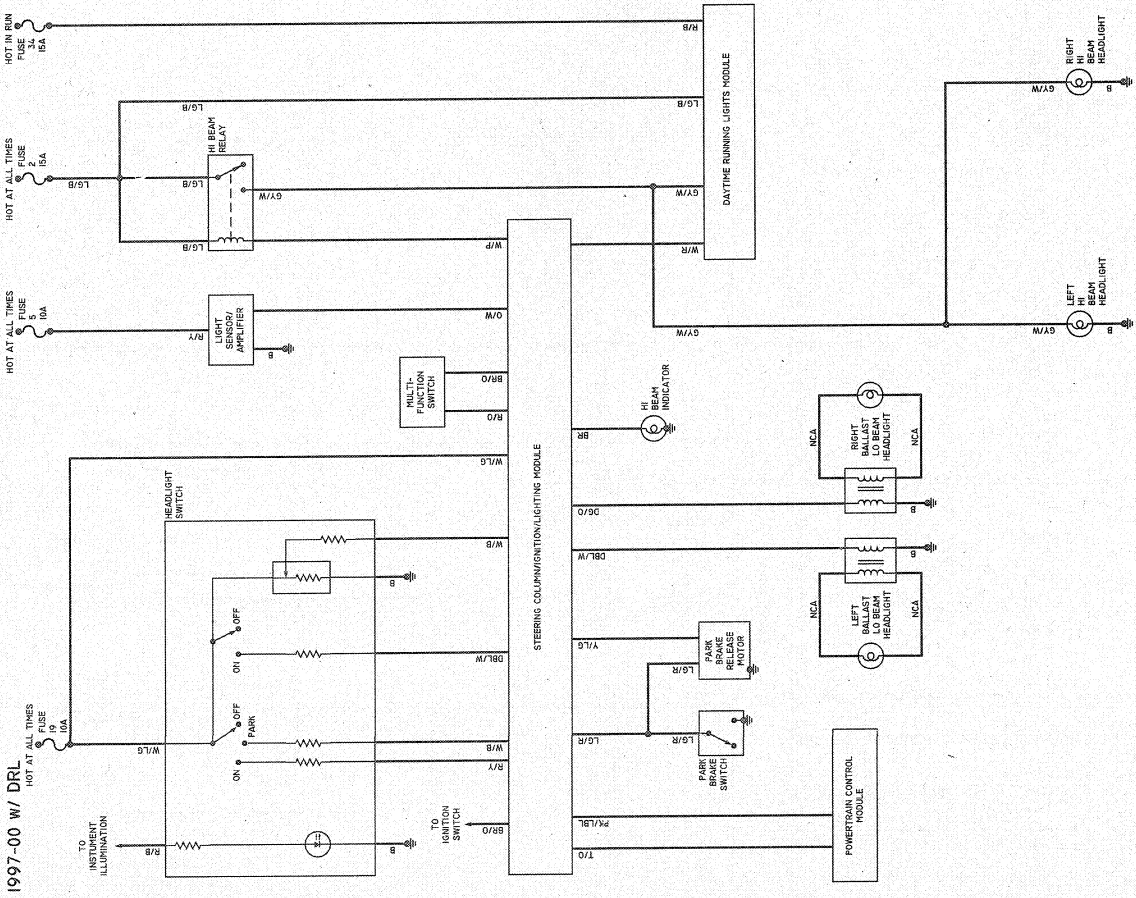 1997-00 W/ DRL
HOT IN RUN
FUSE
34
15A
R/B
HOT AT ALL TIMES
FUSE
2
15A
LG/B
LG/B
LG/B
LG/B
LG/B
HI BEAM
RELAY
GY/W
W/P
R/B
LG/B
GY/W
W/R
DAYTIME RUNNING LIGHTS MODULE
GY/W
RIGHT
HI
BEAM
HEADLIGHT
GY/W
B
LEFT
HI
BEAM
HEADLIGHT
GY/W
B
HOT AT ALL TIMES
FUSE
5
10A
R/Y
LIGHT
SENSOR/
AMPLIFIER
B
O/W
MULTI-
FUNCTION
SWITCH
BR/O
R/O
W/LG
STEERING COLUMN/IGNITION/LIGHTING MODULE
BR
HI
BEAM
INDICATOR
DG/O
DBL/W
NCA
RIGHT
BALLAST
LO BEAM
HEADLIGHT
NCA
B
NCA
LEFT
BALLAST
LO BEAM
HEADLIGHT
NCA
B
HOT AT ALL TIMES
FUSE
19
10A
W/LG
HEADLIGHT
SWITCH
W/B
B
OFF
ON
DBL/W
OFF
PARK
ON
W/B
R/Y
TO
INSTUMENT
ILLUMINATION
R/B
B
TO
IGNITION
SWITCH
BR/O
Y/LG
LG/R
PARK
BRAKE
RELEASE
MOTOR
LG/R
LG/R
PARK
BRAKE
SWITCH
PK/LBL
T/O
POWERTRAIN CONTROL
MODULE